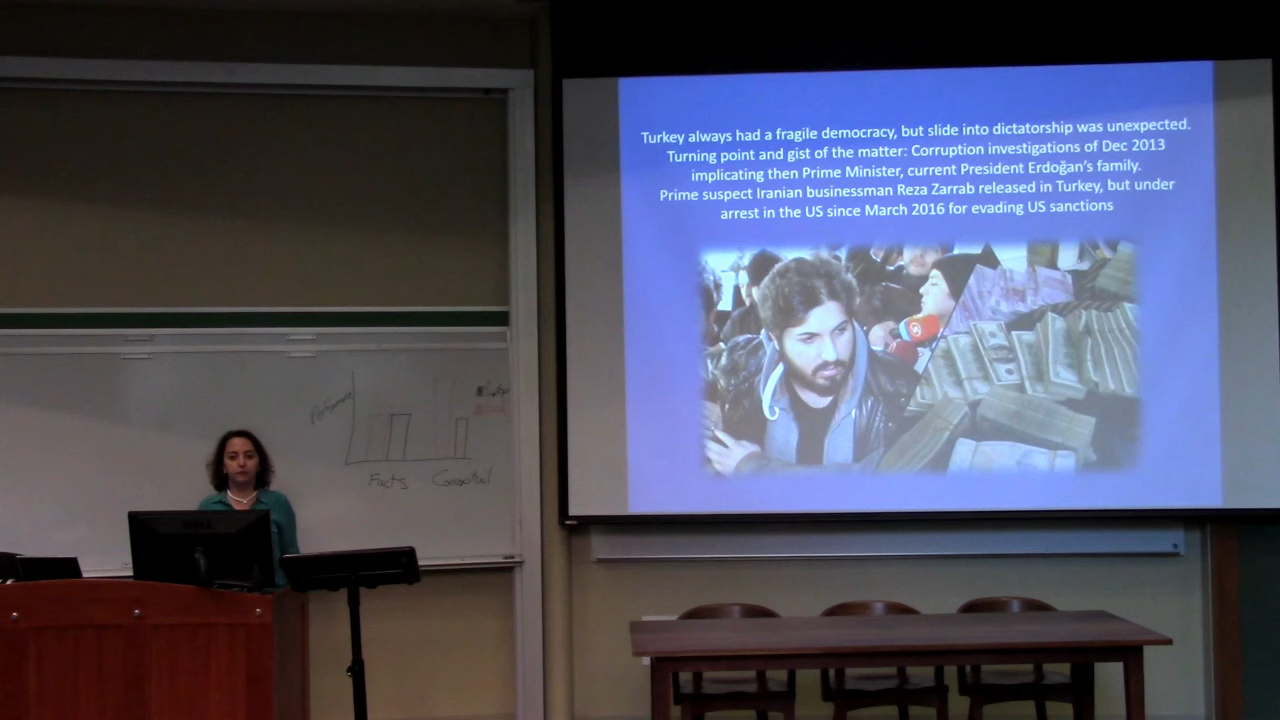 Turkey always had a fragile democracy, but slide into dictatorship was unexpected.
Turning point and gist of the matter: Corruption investigations of Dec 2013
implicating then Prime Minister, current President Erdoğan's family.
Prime suspect Iranian businessman Reza Zarrab released in Turkey, but under
arrest in the US since March 2016 for evading US sanctions
Facts
Conceptual
DELL